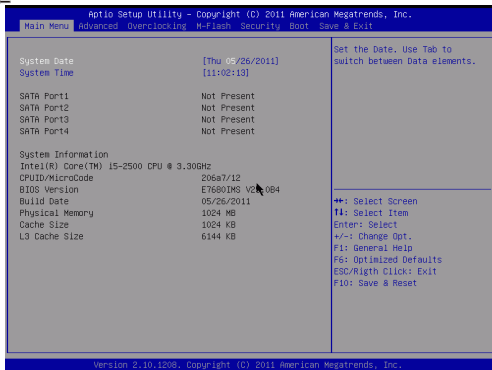 Aptio Setup Utility – Copyright (C) 2011 American Megatrends, Inc.
Main Menu Advanced Overclocking M-Flash Security Boot Save & Exit
System Date [Thu 05/26/2011]
System Time [11:02:13]
SATA Port1 Not Present
SATA Port2 Not Present
SATA Port3 Not Present
SATA Port4 Not Present
System Information
Intel(R) Core(TM) i5-2500 CPU @ 3.30GHz
CPUID/MicroCode 206a7/12
BIOS Version E7680IMS
Build Date 05/26/2011
Physical Memory 1024 MB
Cache Size 1024 KB
L3 Cache Size 6144 KB
Set the Date. Use Tab to
switch between Data elements.
→←: Select Screen
↑↓: Select Item
Enter: Select
+/-: Change Opt.
F1: General Help
F6: Optimized Defaults
ESC/Rigth Click: Exit
F10: Save & Reset
Version 2.10.1208. Copyright (C) 2011 American Megatrends, Inc.